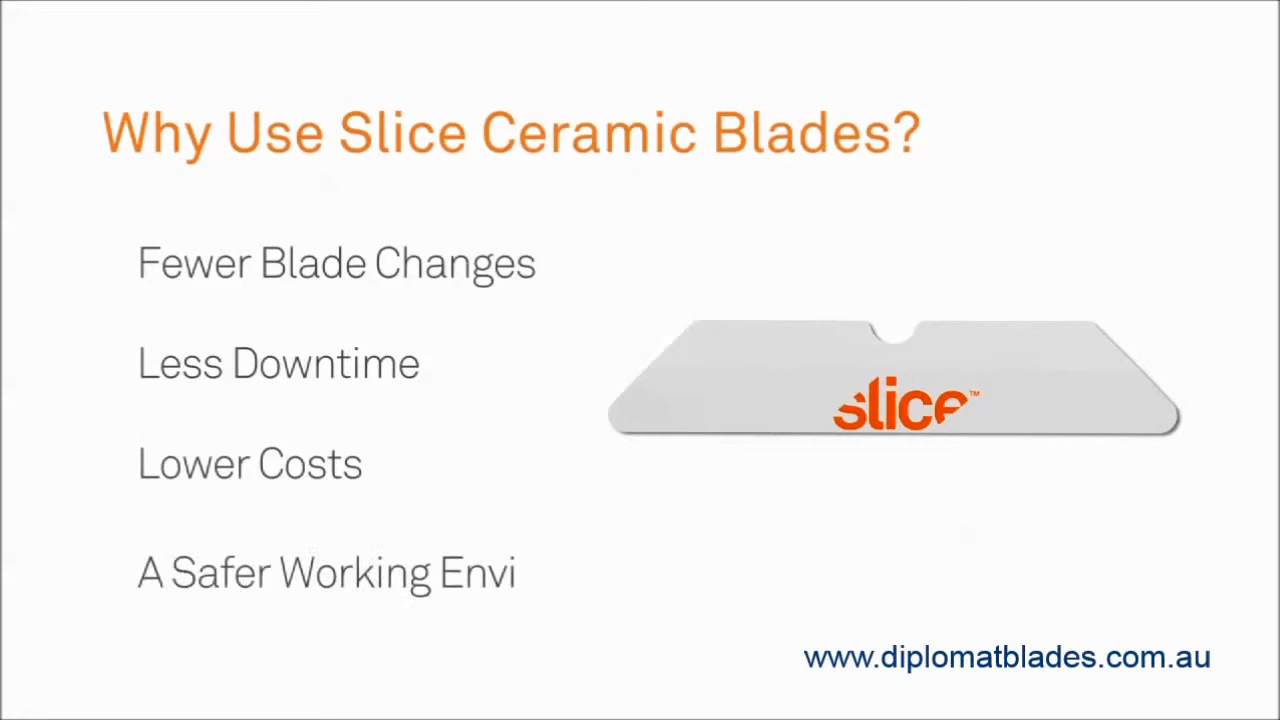 Why Use Slice Ceramic Blades?
Fewer Blade Changes
Less Downtime
slice™
Lower Costs
A Safer Working Envi
www.diplomatblades.com.au